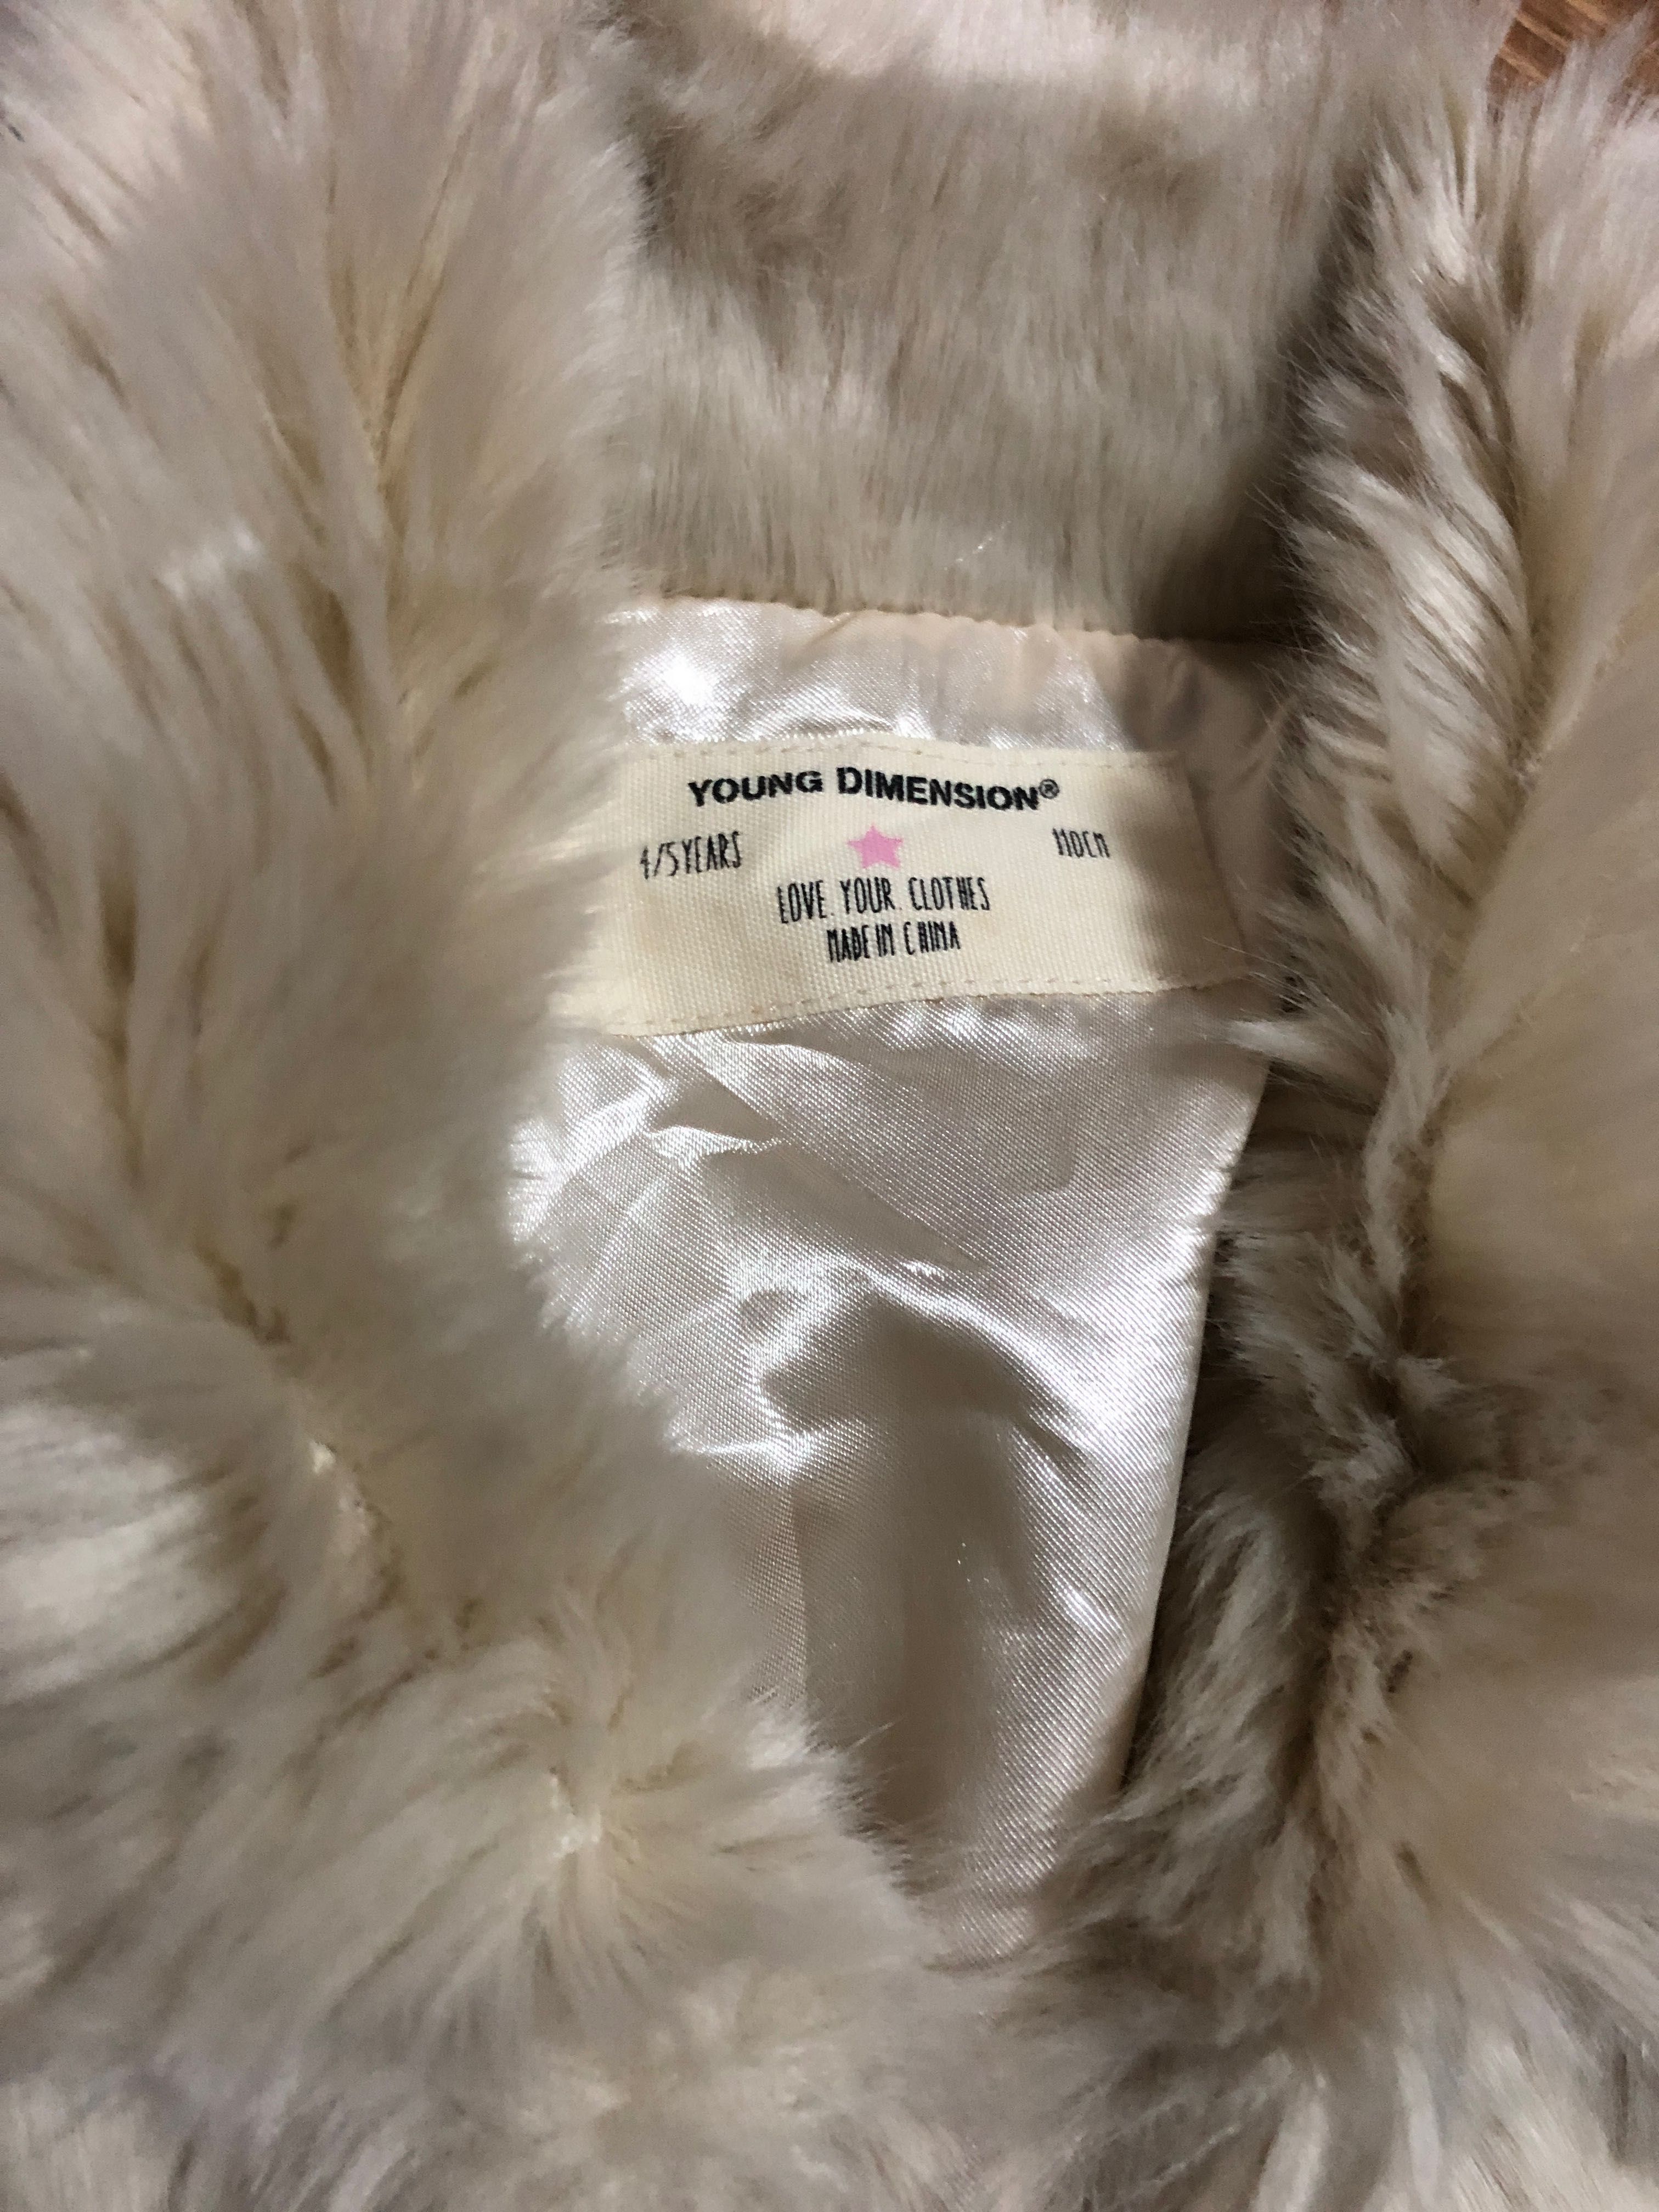 YOUNG DIMENSION®
4/5YEARS 110CM
LOVE. YOUR. CLOTHES
MADE IN CHINA